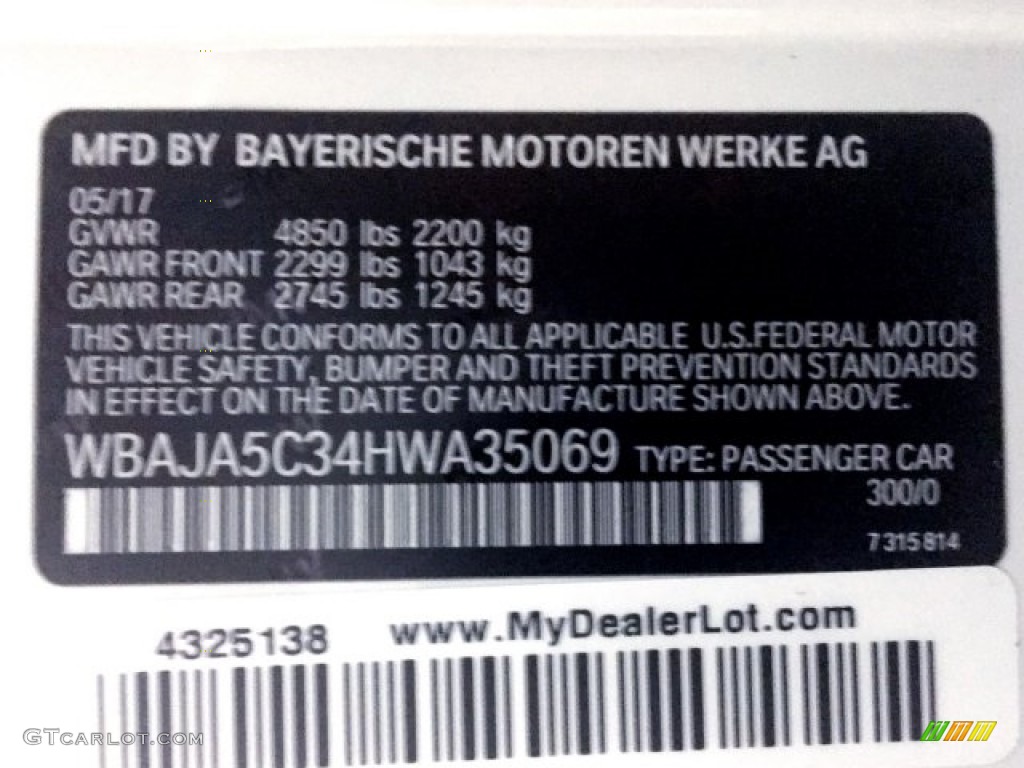 MFD BY BAYERISCHE MOTOREN WERKE AG
05/17
GVWR 4850 lbs 2200 kg
GAWR FRONT 2299 lbs 1043 kg
GAWR REAR 2745 lbs 1245 kg
THIS VEHICLE CONFORMS TO ALL APPLICABLE U.S.FEDERAL MOTOR
VEHICLE SAFETY, BUMPER AND THEFT PREVENTION STANDARDS
IN EFFECT ON THE DATE OF MANUFACTURE SHOWN ABOVE.
WBAJA5C34HWA35069 TYPE: PASSENGER CAR
300/0
7315814
4325138 www.MyDealerLot.com
GTCARLOT.COM